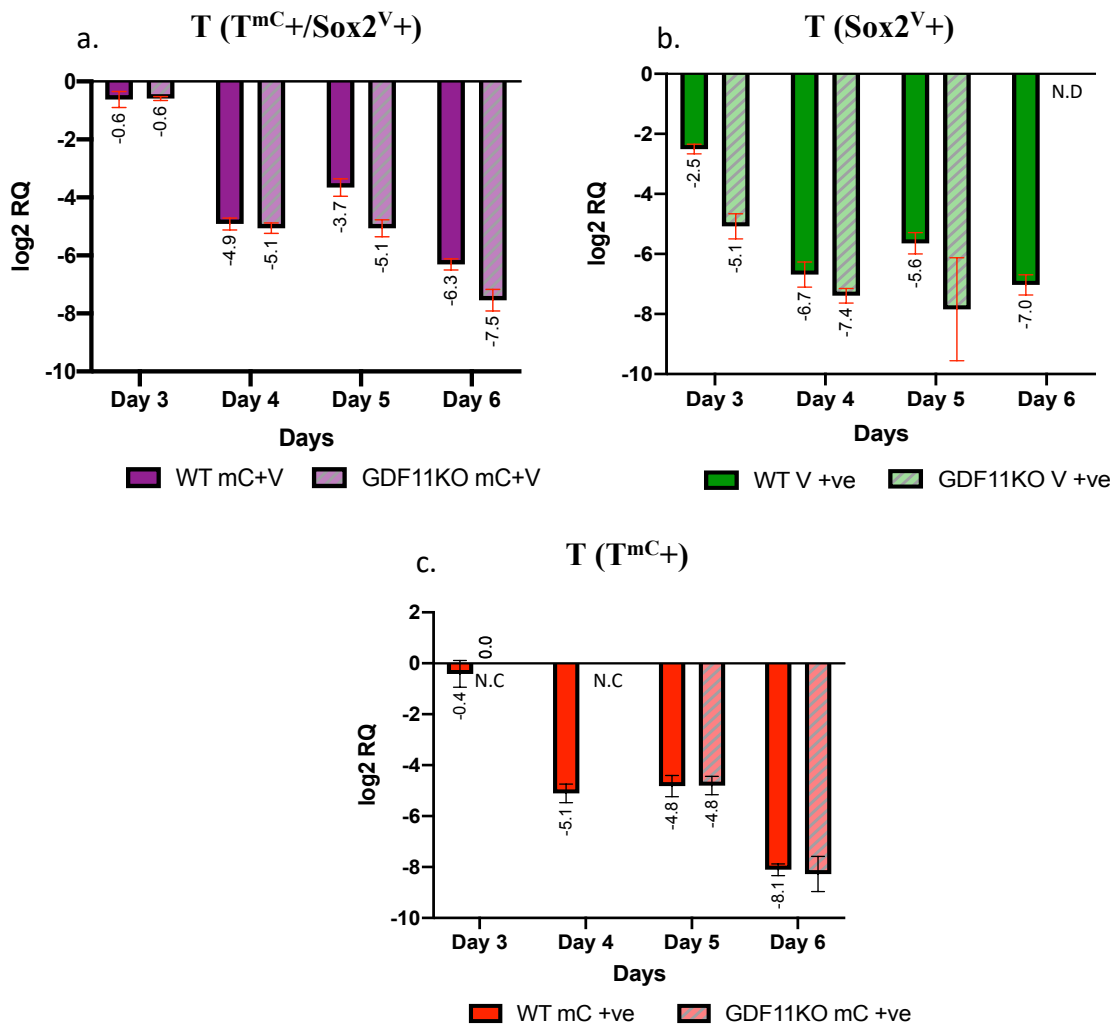 a.
T (TmC+/Sox2V+)
0
-2
-4
-6
-8
-10
log2 RQ
-0.6
-0.6
-4.9
-5.1
-3.7
-5.1
-6.3
-7.5
Day 3 Day 4 Day 5 Day 6
Days
WT mC+V GDF11KO mC+V
b.
T (Sox2V+)
0
-2
-4
-6
-8
-10
log2 RQ
-2.5
-5.1
-6.7
-7.4
-5.6
-7.0
N.D
Day 3 Day 4 Day 5 Day 6
Days
WT V +ve GDF11KO V +ve
c.
T (TmC+)
2
0
-2
-4
-6
-8
-10
log2 RQ
-0.4
0.0
N.C
-5.1
N.C
-4.8
-4.8
-8.1
Day 3 Day 4 Day 5 Day 6
Days
WT mC +ve GDF11KO mC +ve